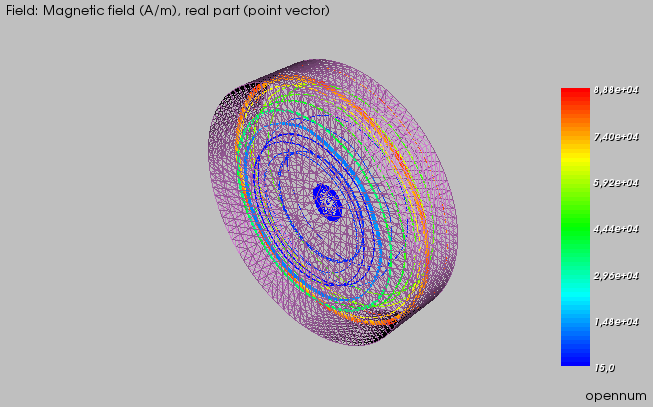 Field: Magnetic field (A/m), real part (point vector)
8,88e+04
7,40e+04
5,92e+04
4,44e+04
2,96e+04
1,48e+04
15,0
opennum